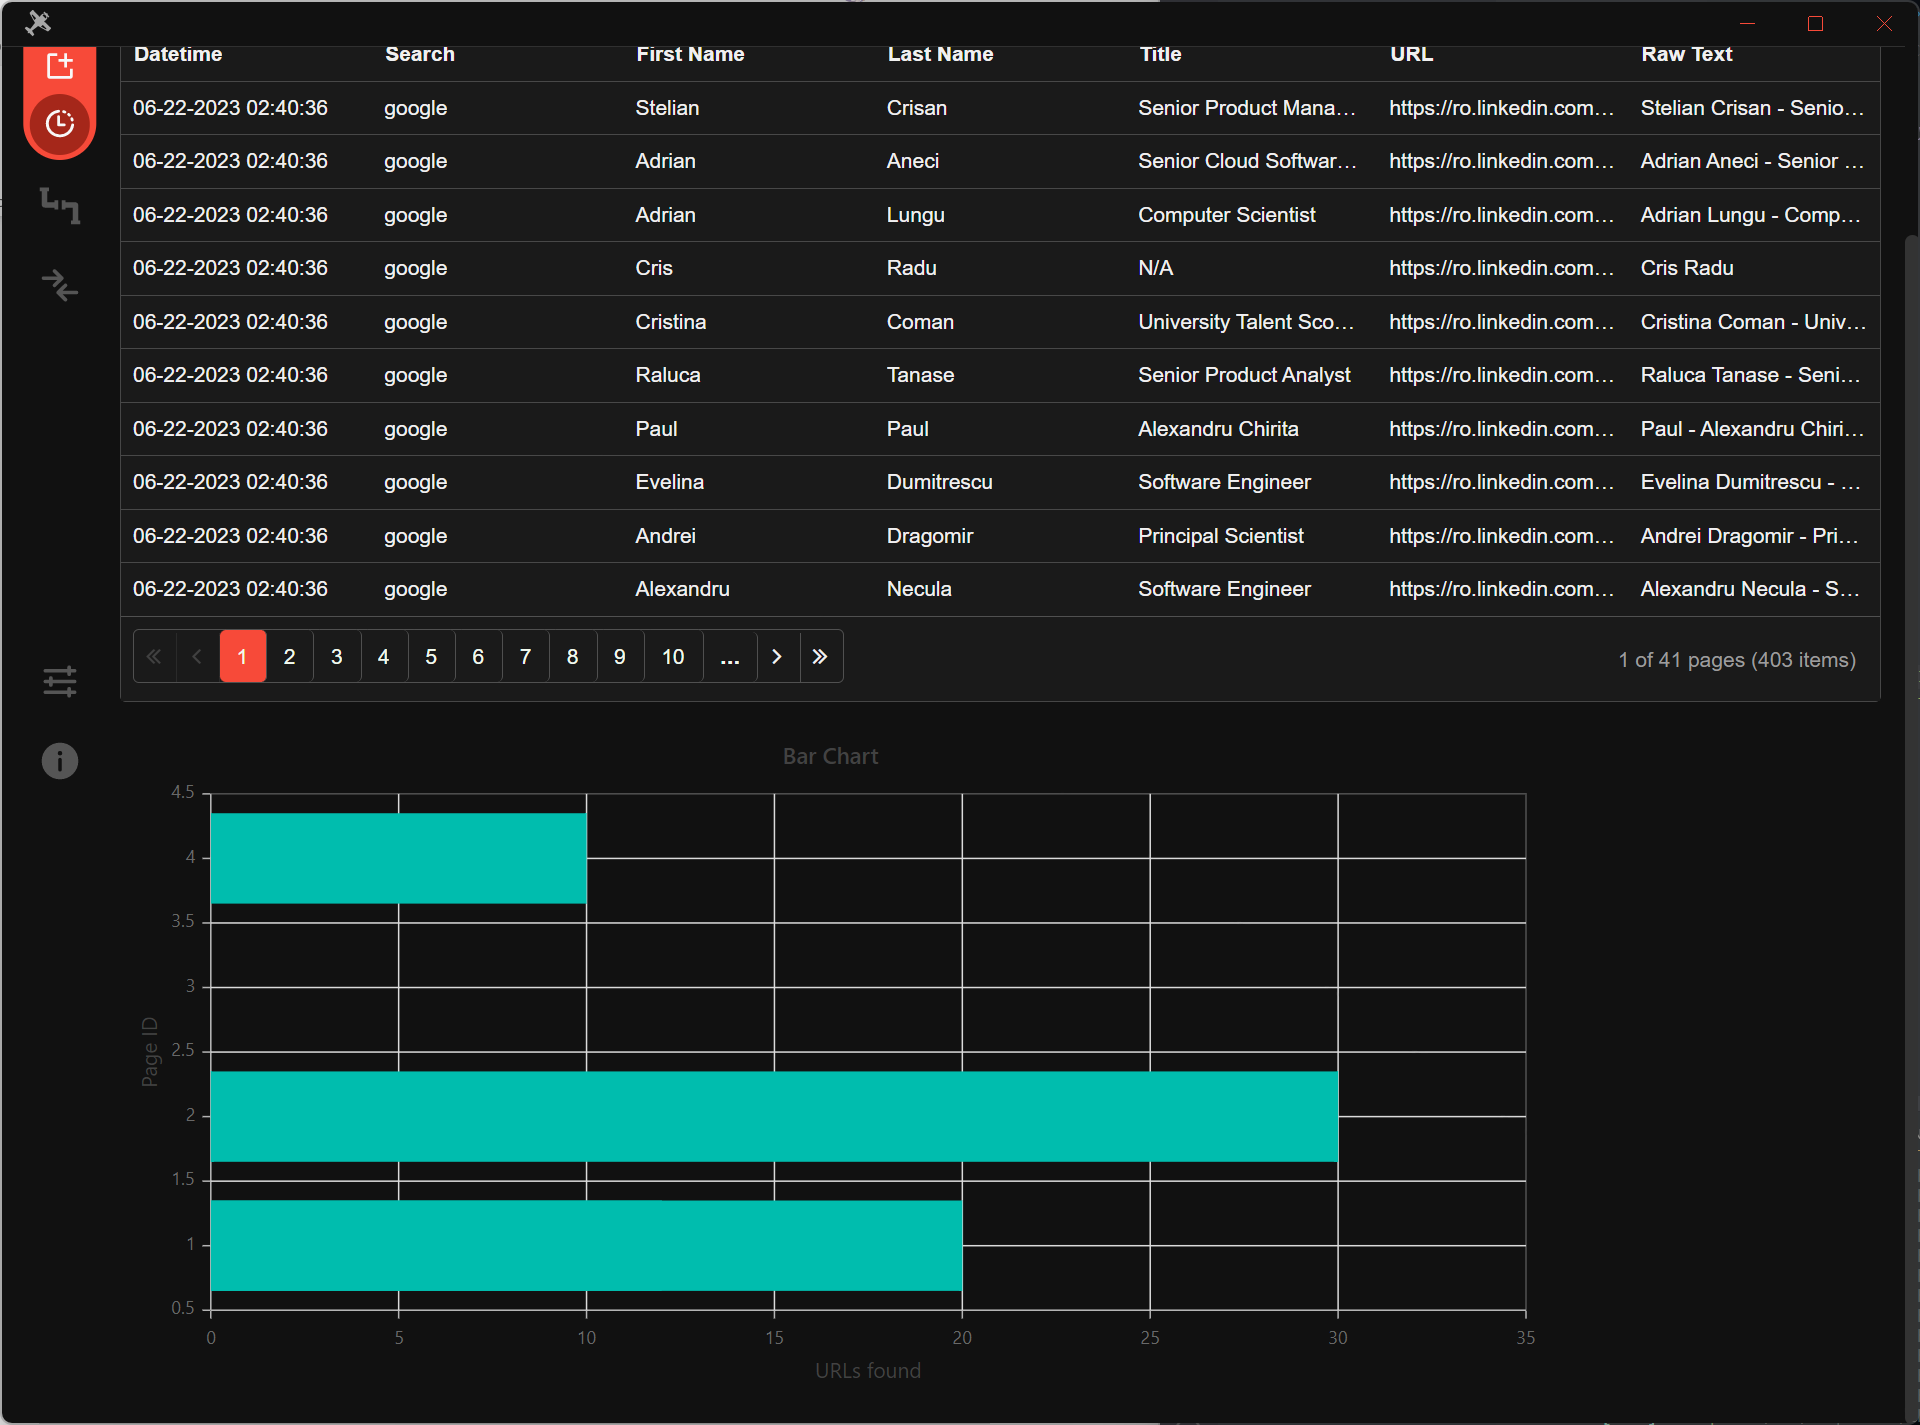 Datetime Search First Name Last Name Title URL Raw Text
06-22-2023 02:40:36 google Stelian Crisan Senior Product Mana... https://ro.linkedin.com... Stelian Crisan - Senio...
06-22-2023 02:40:36 google Adrian Aneci Senior Cloud Softwar... https://ro.linkedin.com... Adrian Aneci - Senior ...
06-22-2023 02:40:36 google Adrian Lungu Computer Scientist https://ro.linkedin.com... Adrian Lungu - Comp...
06-22-2023 02:40:36 google Cris Radu N/A https://ro.linkedin.com... Cris Radu
06-22-2023 02:40:36 google Cristina Coman University Talent Sco... https://ro.linkedin.com... Cristina Coman - Univ...
06-22-2023 02:40:36 google Raluca Tanase Senior Product Analyst https://ro.linkedin.com... Raluca Tanase - Seni...
06-22-2023 02:40:36 google Paul Paul Alexandru Chirita https://ro.linkedin.com... Paul - Alexandru Chiri...
06-22-2023 02:40:36 google Evelina Dumitrescu Software Engineer https://ro.linkedin.com... Evelina Dumitrescu - ...
06-22-2023 02:40:36 google Andrei Dragomir Principal Scientist https://ro.linkedin.com... Andrei Dragomir - Pri...
06-22-2023 02:40:36 google Alexandru Necula Software Engineer https://ro.linkedin.com... Alexandru Necula - S...
1 2 3 4 5 6 7 8 9 10 ... 1 of 41 pages (403 items)
Bar Chart
4.5
4
3.5
3
Page ID
2.5
2
1.5
1
0.5
0 5 10 15 20 25 30 35
URLs found